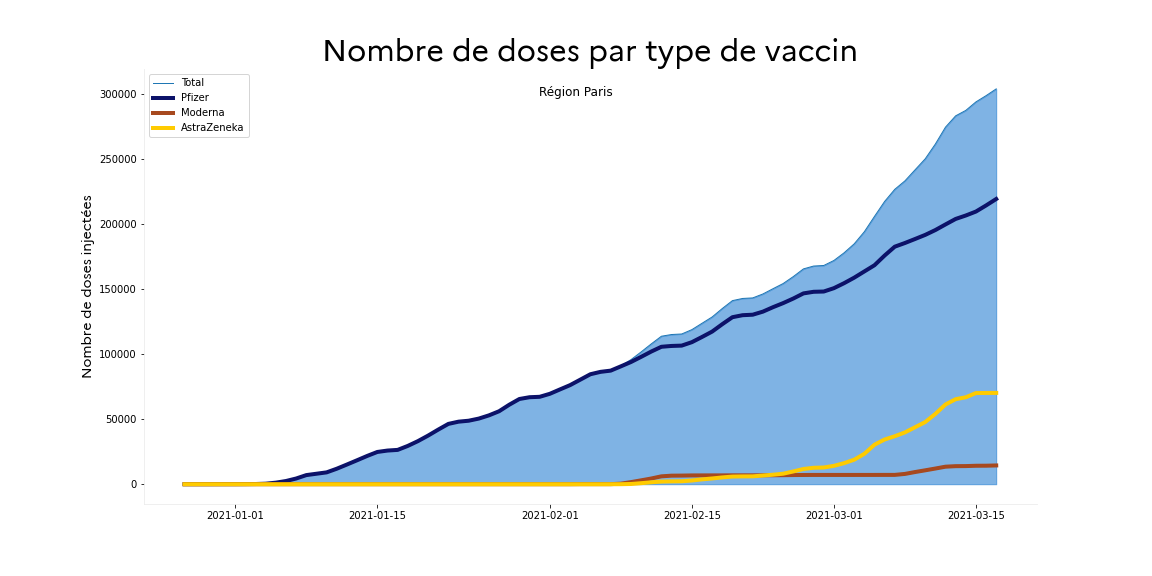 Nombre de doses par type de vaccin
Région Paris
Total
Pfizer
Moderna
AstraZeneka
Nombre de doses injectées
300000
250000
200000
150000
100000
50000
0
2021-01-01
2021-01-15
2021-02-01
2021-02-15
2021-03-01
2021-03-15